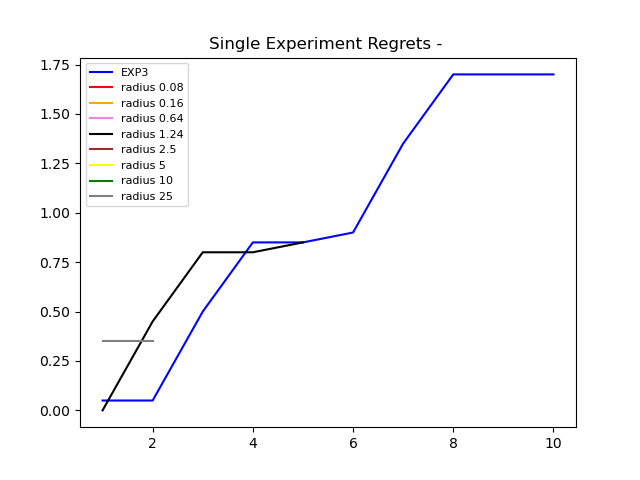 Single Experiment Regrets -
1.75
1.50
1.25
1.00
0.75
0.50
0.25
0.00
EXP3
radius 0.08
radius 0.16
radius 0.64
radius 1.24
radius 2.5
radius 5
radius 10
radius 25
2 4 6 8 10